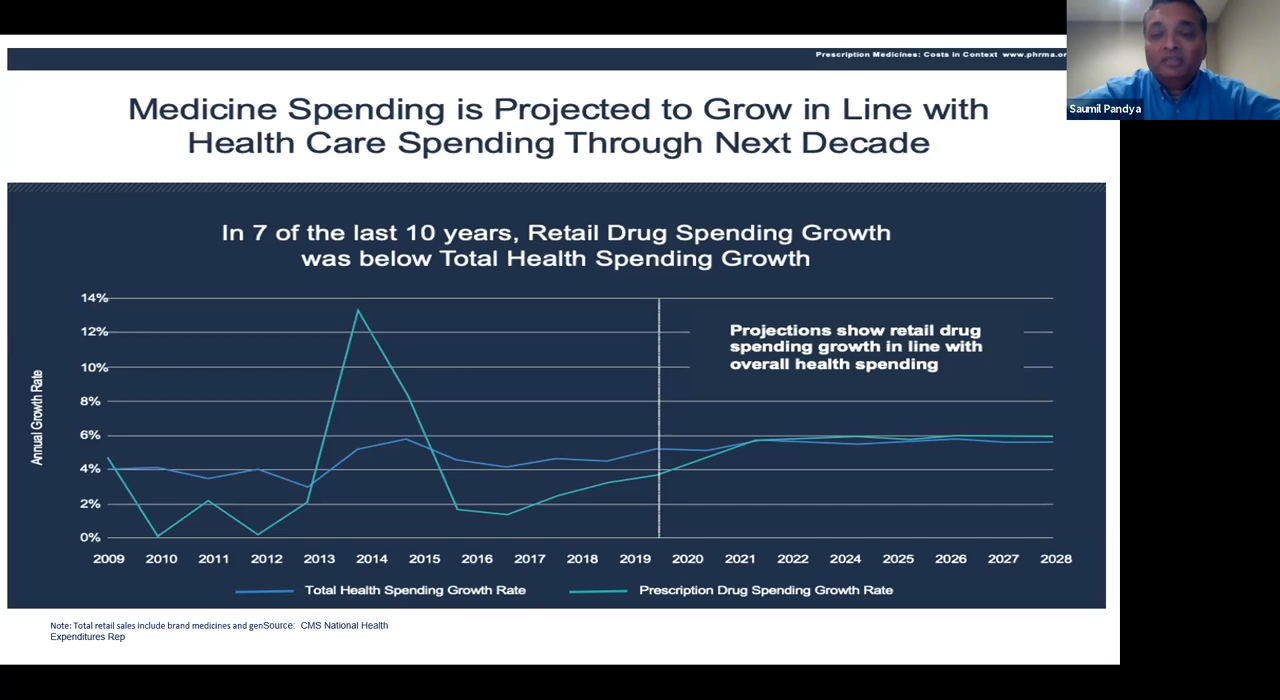 Prescription Medicines: Costs in Context www.phrma.or
Saumil Pandya
Medicine Spending is Projected to Grow in Line with
Health Care Spending Through Next Decade
In 7 of the last 10 years, Retail Drug Spending Growth
was below Total Health Spending Growth
Annual Growth Rate
14%
12%
10%
8%
6%
4%
2%
0%
Projections show retail drug
spending growth in line with
overall health spending
2009 2010 2011 2012 2013 2014 2015 2016 2017 2018 2019 2020 2021 2022 2024 2025 2026 2027 2028
Total Health Spending Growth Rate Prescription Drug Spending Growth Rate
Note: Total retail sales include brand medicines and genSource: CMS National Health
Expenditures Rep